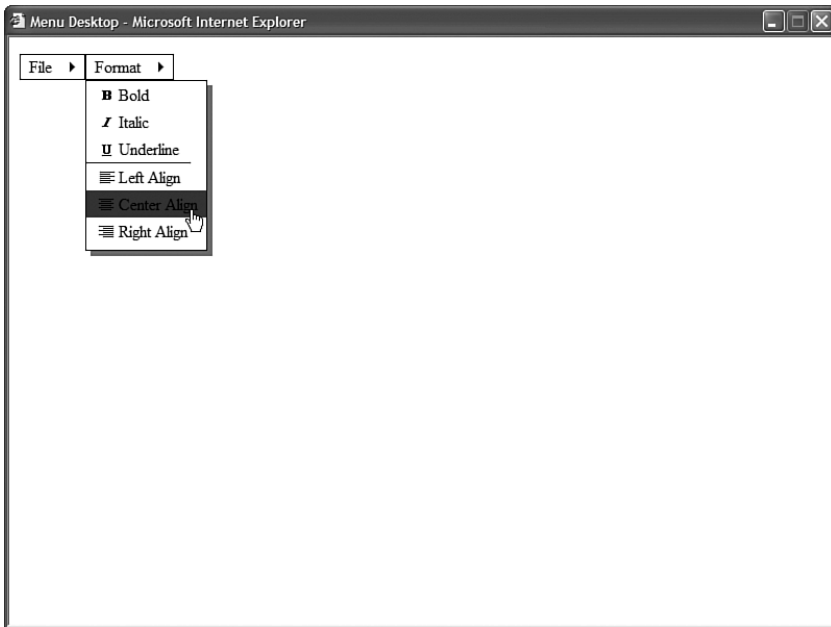 Menu Desktop - Microsoft Internet Explorer
File Format
B Bold
I Italic
U Underline
Left Align
Center Align
Right Align